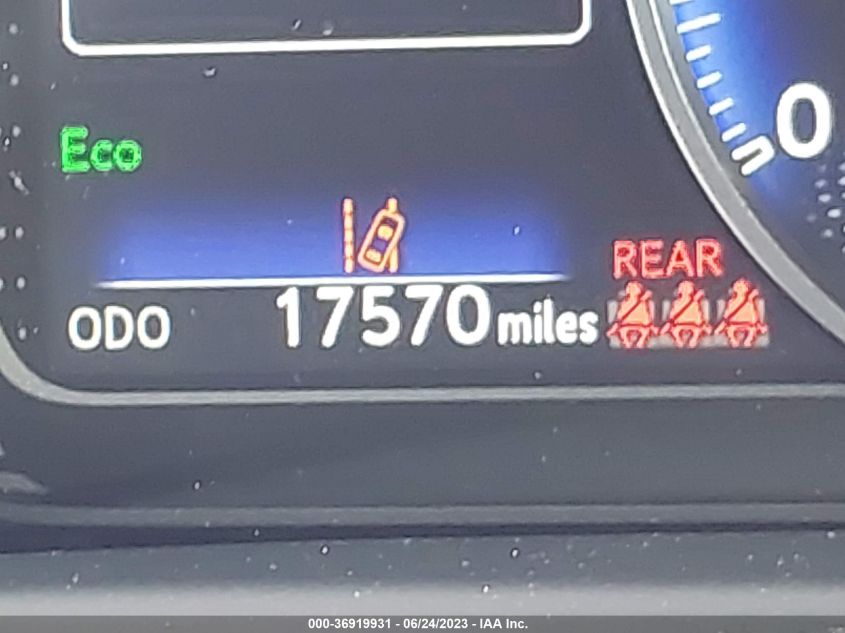 Eco
0
REAR
ODO 17570 miles
000-36919931 - 06/24/2023 - IAA Inc.